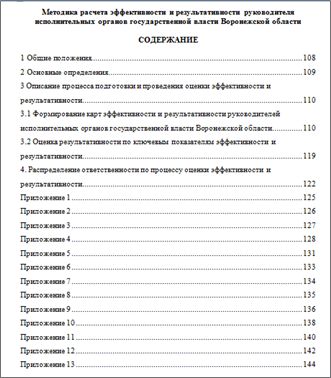 Методика расчета эффективности и результативности руководителя
исполнительных органов государственной власти Воронежской области
СОДЕРЖАНИЕ
1 Общие положения.....108
2 Основные определения.....109
3 Описание процесса подготовки и проведения оценки эффективности и
результативности.....110
3.1 Формирование карт эффективности и результативности руководителей
исполнительных органов государственной власти Воронежской области.....110
3.2 Оценка результативности по ключевым показателям эффективности и
результативности.....119
4. Распределение ответственности по процессу оценки эффективности и
результативности.....122
Приложение 1.....125
Приложение 2.....126
Приложение 3.....127
Приложение 4.....128
Приложение 5.....131
Приложение 6.....133
Приложение 7.....134
Приложение 8.....135
Приложение 9.....136
Приложение 10.....138
Приложение 11.....140
Приложение 12.....142
Приложение 13.....144